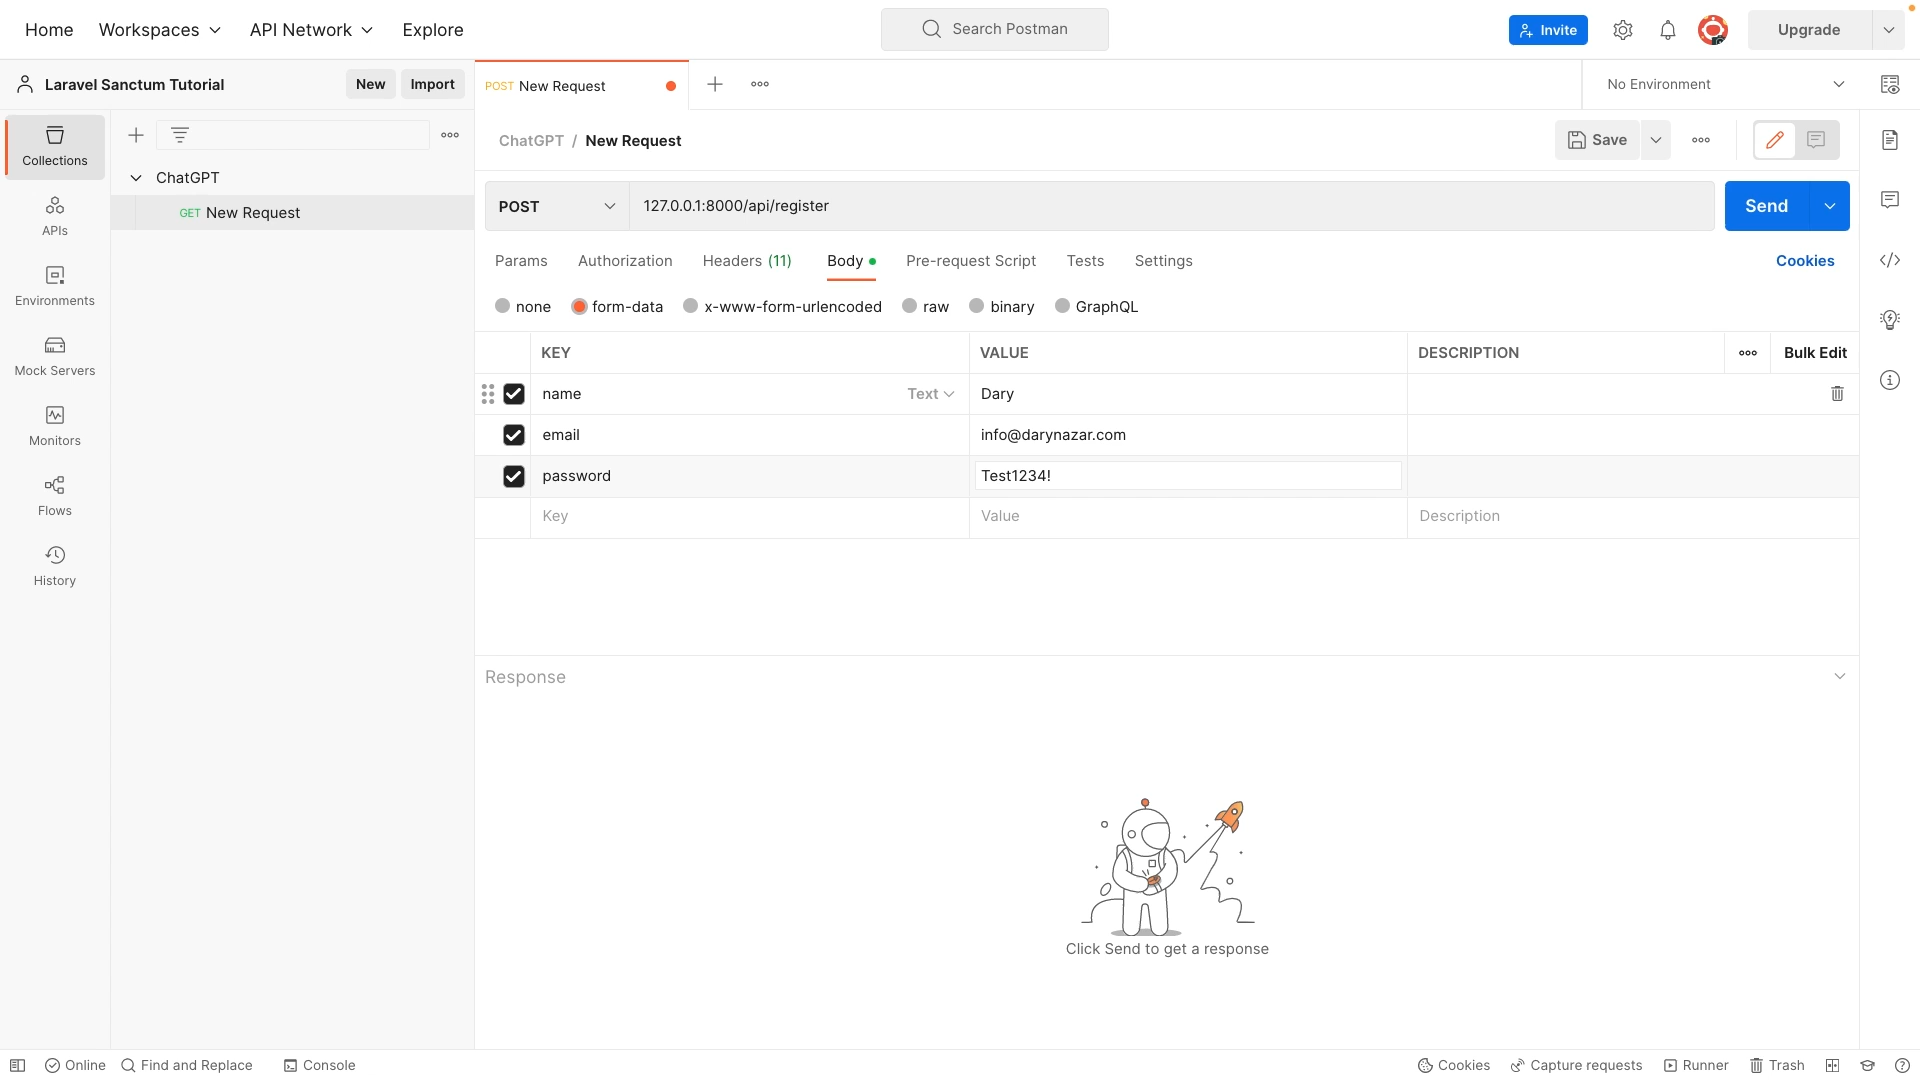 Home Workspaces API Network Explore Search Postman Invite Upgrade
Laravel Sanctum Tutorial New Import POST New Request No Environment
Collections
APIs
Environments
Mock Servers
Monitors
Flows
History
ChatGPT
GET New Request
ChatGPT / New Request Save
POST 127.0.0.1:8000/api/register Send
Params Authorization Headers (11) Body Pre-request Script Tests Settings Cookies
none form-data x-www-form-urlencoded raw binary GraphQL
KEY VALUE DESCRIPTION Bulk Edit
name Text Dary
email info@darynazar.com
password Test1234!
Key Value Description
Response
Click Send to get a response
Online Find and Replace Console Cookies Capture requests Runner Trash